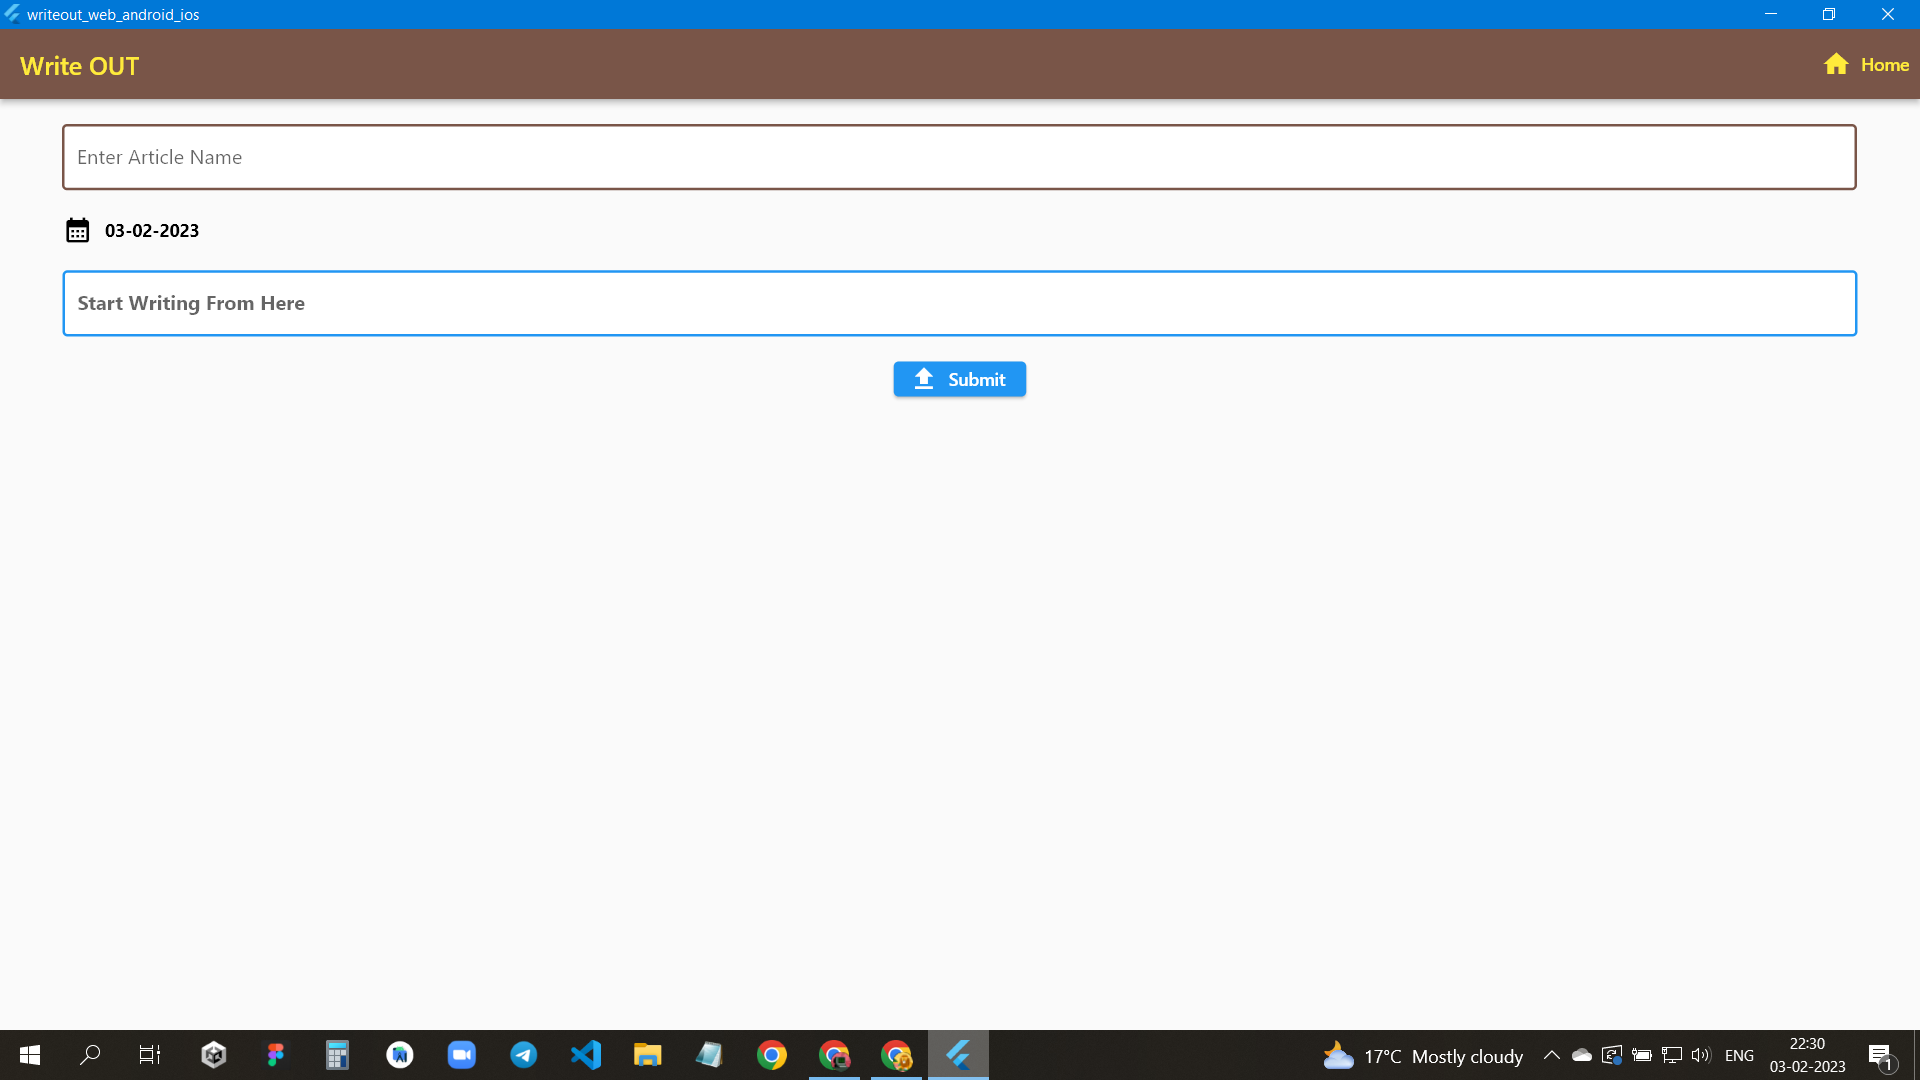 writeout_web_android_ios
Write OUT
Home
Enter Article Name
03-02-2023
Start Writing From Here
Submit
17°C Mostly cloudy
ENG
22:30
03-02-2023
1